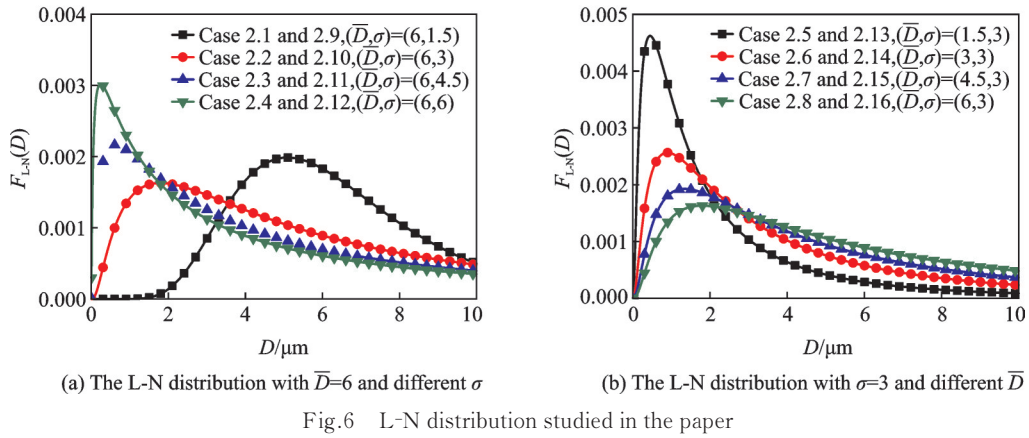 0.004
0.003
0.002
0.001
0.000
F_L-N(D)
Case 2.1 and 2.9,(D̅,σ)=(6,1.5)
Case 2.2 and 2.10,(D̅,σ)=(6,3)
Case 2.3 and 2.11,(D̅,σ)=(6,4.5)
Case 2.4 and 2.12,(D̅,σ)=(6,6)
0 2 4 6 8 10
D/μm
(a) The L-N distribution with D̅=6 and different σ
0.005
0.004
0.003
0.002
0.001
0.000
F_L-N(D)
Case 2.5 and 2.13,(D̅,σ)=(1.5,3)
Case 2.6 and 2.14,(D̅,σ)=(3,3)
Case 2.7 and 2.15,(D̅,σ)=(4.5,3)
Case 2.8 and 2.16,(D̅,σ)=(6,3)
0 2 4 6 8 10
D/μm
(b) The L-N distribution with σ=3 and different D̅
Fig.6 L-N distribution studied in the paper